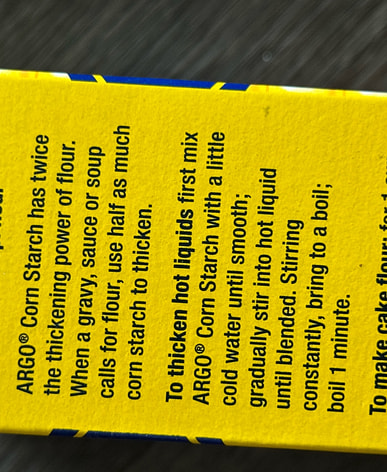 ARGO® Corn Starch has twice
the thickening power of flour.
When a gravy, sauce or soup
calls for flour, use half as much
corn starch to thicken.
To thicken hot liquids first mix
ARGO® Corn Starch with a little
cold water until smooth;
gradually stir into hot liquid
until blended. Stirring
constantly, bring to a boil;
boil 1 minute.
To make cake flour